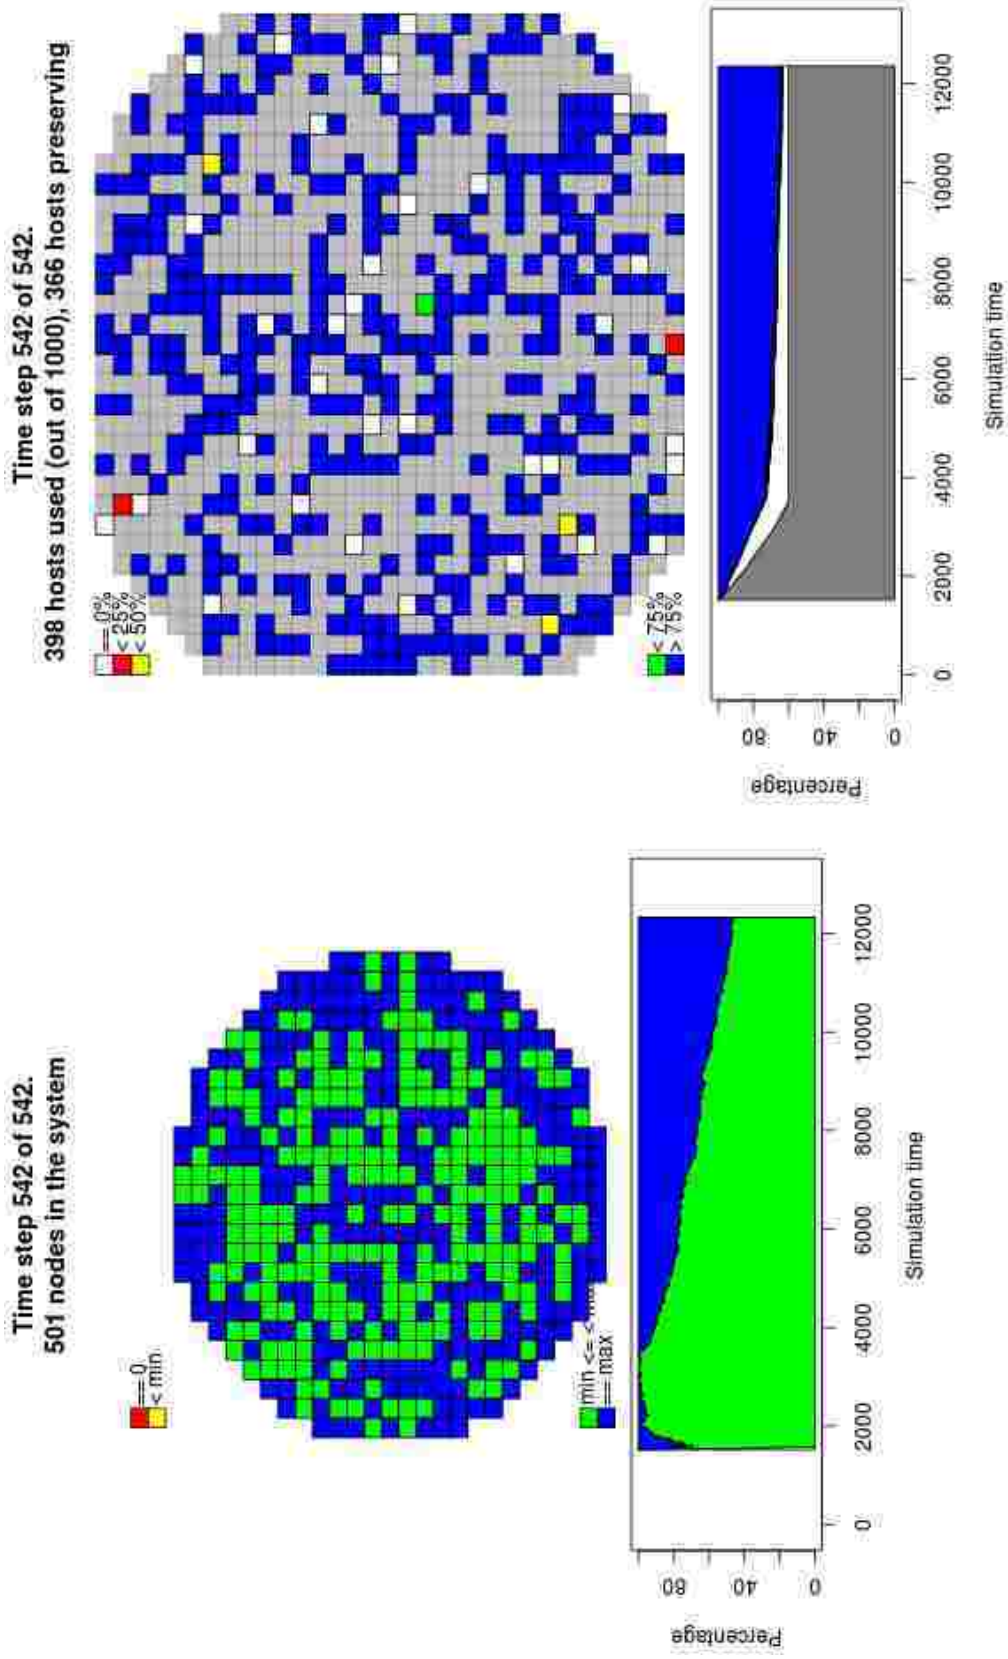 Time step 542 of 542.
501 nodes in the system
== 0
< min
min <= < 
== max
Percentage
0
40
80
0
2000
4000
6000
8000
10000
12000
Simulation time
Time step 542 of 542.
398 hosts used (out of 1000), 366 hosts preserving
== 0%
< 25%
< 50%
< 75%
> 75%
Percentage
0
40
80
0
2000
4000
6000
8000
10000
12000
Simulation time